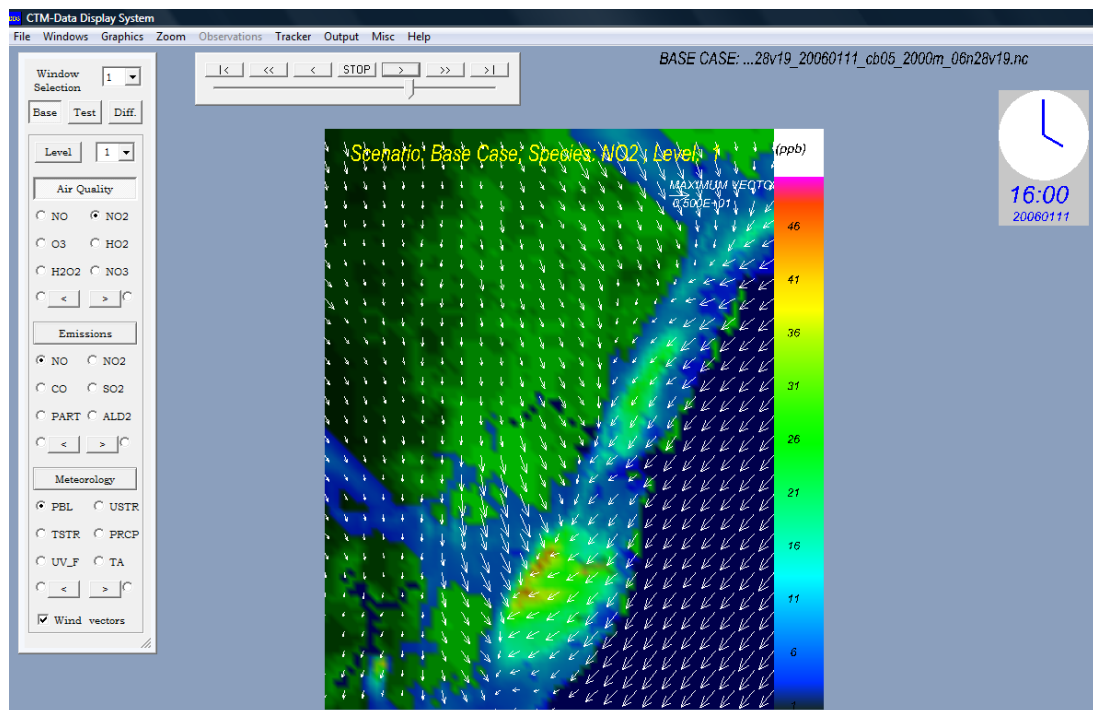 DDS CTM-Data Display System
File Windows Graphics Zoom Observations Tracker Output Misc Help
BASE CASE: ...28v19_20060111_cb05_2000m_06n28v19.nc
Window Selection 1
|< << < STOP > >> >|
Base Test Diff.
Level 1
Air Quality
NO NO2
O3 HO2
H2O2 NO3
< >
Emissions
NO NO2
CO SO2
PART ALD2
< >
Meteorology
PBL USTR
TSTR PRCP
UV_F TA
< >
Wind vectors
Scenario: Base Case, Species: NO2, Level: 1
MAXIMUM VECTO
0.500E+01
(ppb)
46
41
36
31
26
21
16
11
6
1
16:00
20060111